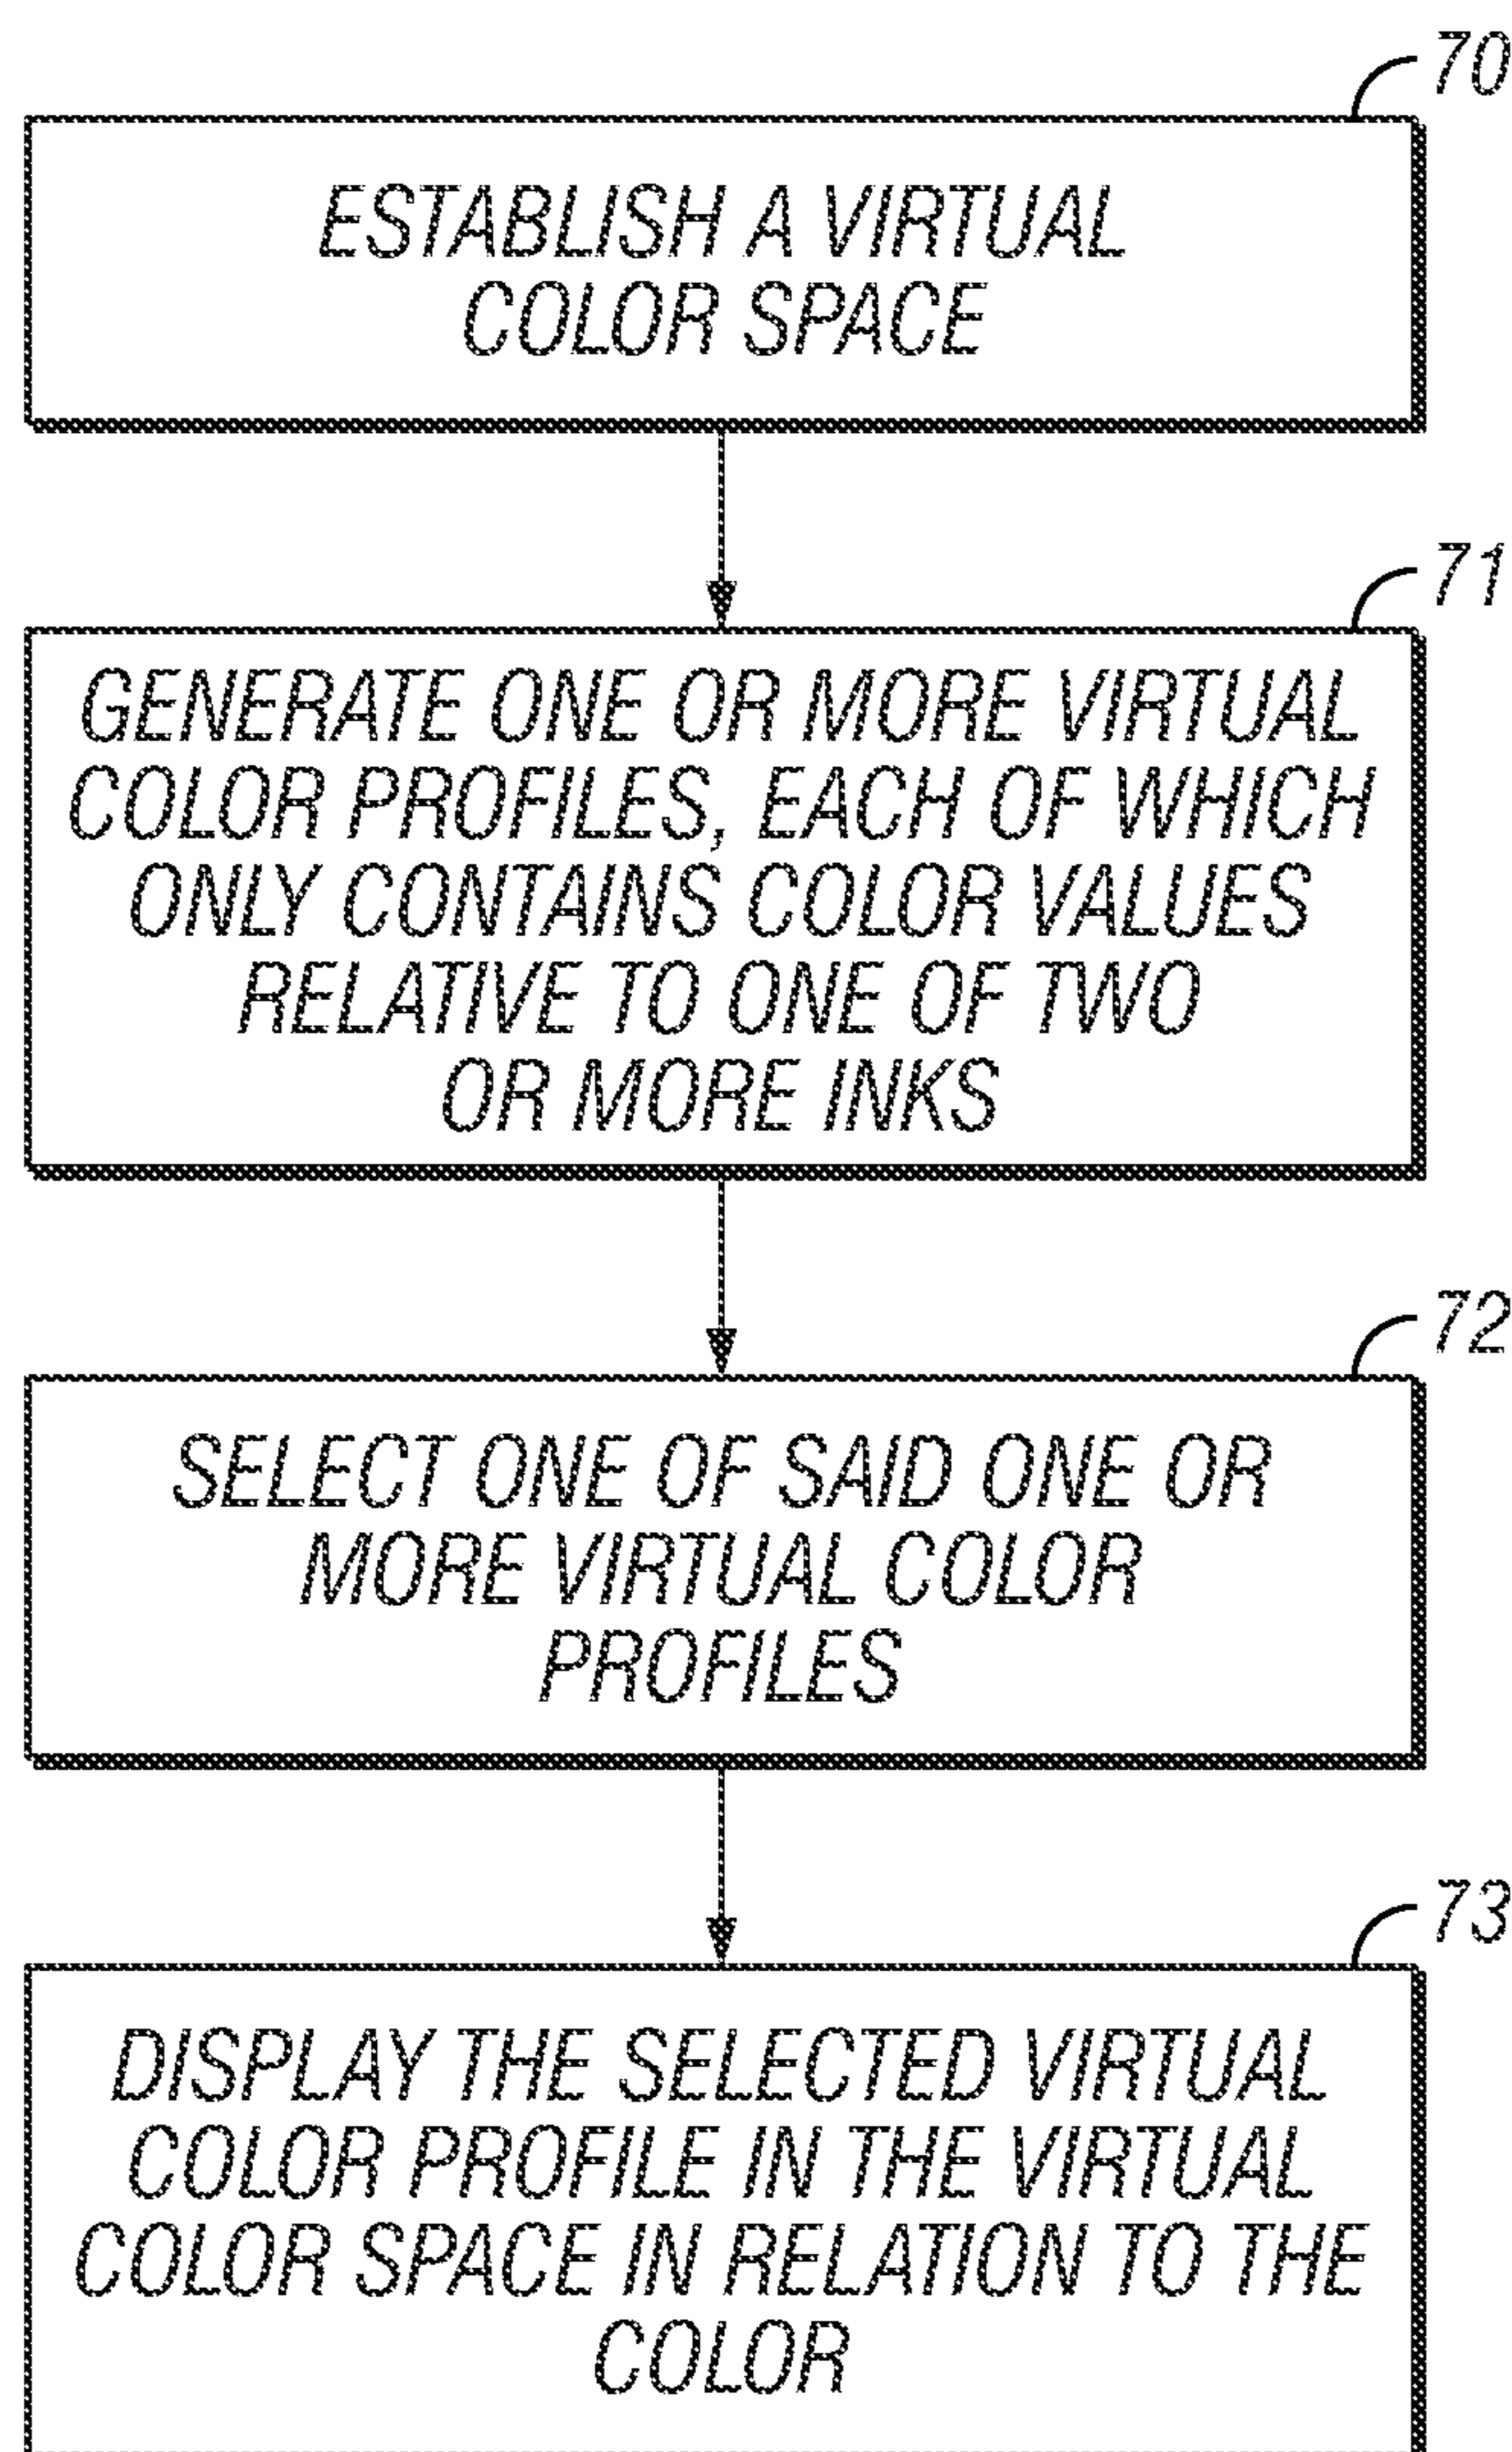 70
ESTABLISH A VIRTUAL
COLOR SPACE
71
GENERATE ONE OR MORE VIRTUAL
COLOR PROFILES, EACH OF WHICH
ONLY CONTAINS COLOR VALUES
RELATIVE TO ONE OF TWO
OR MORE INKS
72
SELECT ONE OF SAID ONE OR
MORE VIRTUAL COLOR
PROFILES
73
DISPLAY THE SELECTED VIRTUAL
COLOR PROFILE IN THE VIRTUAL
COLOR SPACE IN RELATION TO THE
COLOR